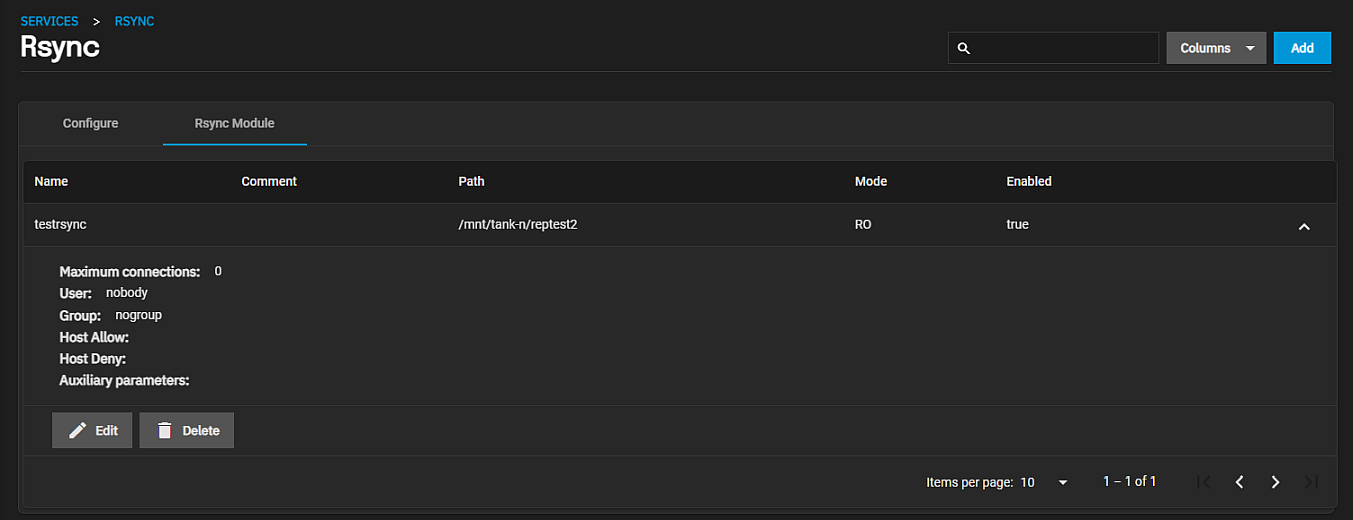 SERVICES > RSYNC
Rsync
Columns Add
Configure Rsync Module
Name Comment Path Mode Enabled
testrsync /mnt/tank-n/reptest2 RO true
Maximum connections: 0
User: nobody
Group: nogroup
Host Allow:
Host Deny:
Auxiliary parameters:
Edit Delete
Items per page: 10 1 – 1 of 1